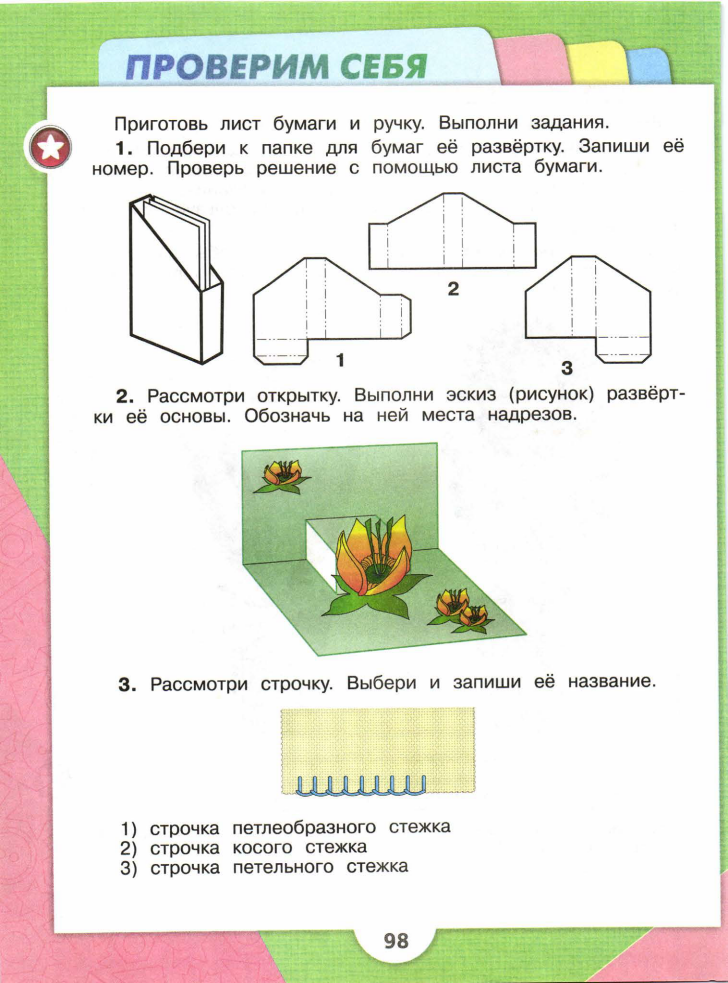 ПРОВЕРИМ СЕБЯ
Приготовь лист бумаги и ручку. Выполни задания.
1. Подбери к папке для бумаг её развёртку. Запиши её
номер. Проверь решение с помощью листа бумаги.
2
1
3
2. Рассмотри открытку. Выполни эскиз (рисунок) развёрт-
ки её основы. Обозначь на ней места надрезов.
3. Рассмотри строчку. Выбери и запиши её название.
1) строчка петлеобразного стежка
2) строчка косого стежка
3) строчка петельного стежка
98